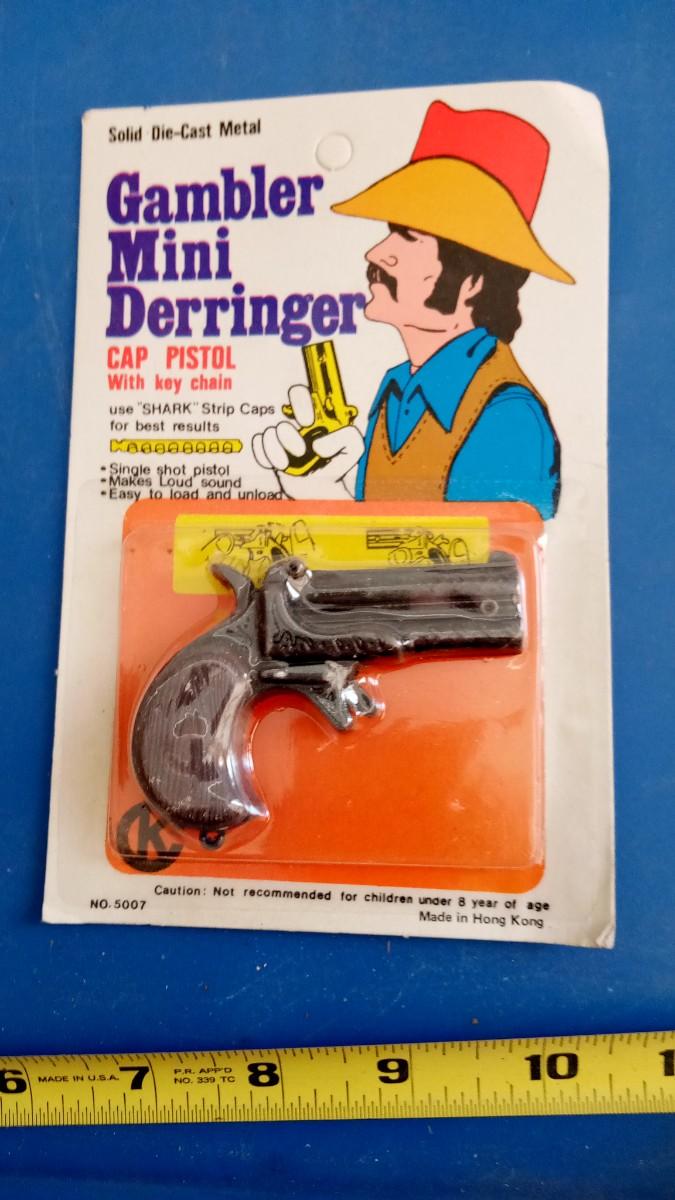 Solid Die-Cast Metal
Gambler
Mini
Derringer
CAP PISTOL
With key chain
use "SHARK" Strip Caps
for best results
• Single shot pistol
• Makes Loud sound
• Easy to load and unload
CK
Caution: Not recommended for children under 8 year of age
NO. 5007
Made in Hong Kong
6 MADE IN U.S.A. 7 P.R. APP'D 8 9 10 1
NO. 339 TC